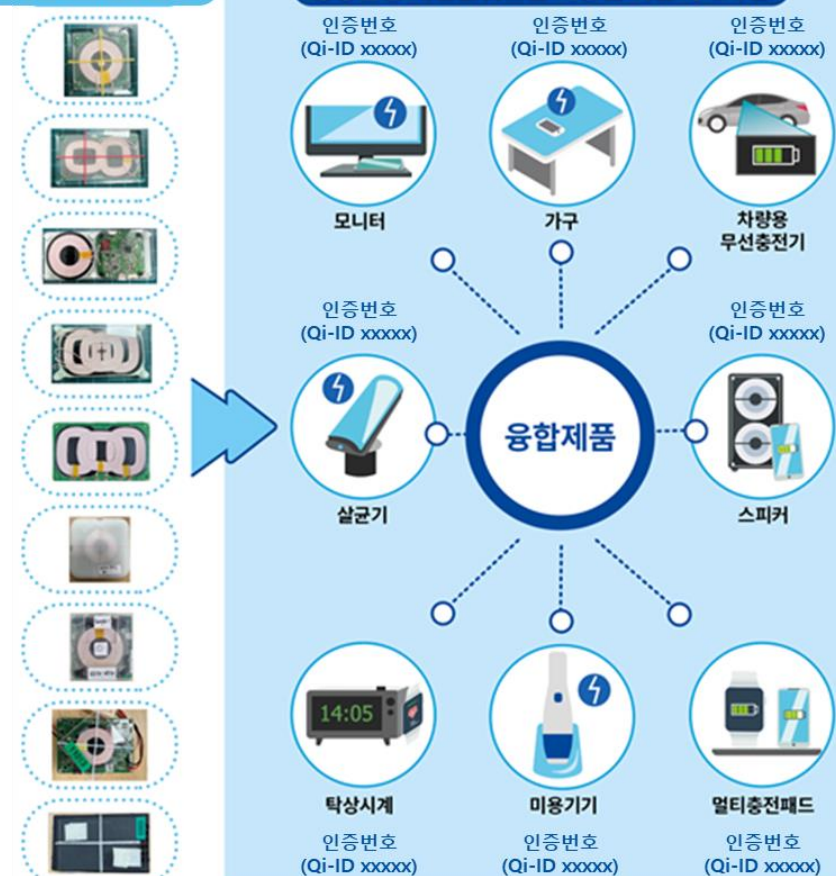 인증번호
(Qi-ID xxxxx)
인증번호
(Qi-ID xxxxx)
인증번호
(Qi-ID xxxxx)
모니터
가구
차량용
무선충전기
인증번호
(Qi-ID xxxxx)
인증번호
(Qi-ID xxxxx)
융합제품
살균기
스피커
14:05
탁상시계
미용기기
멀티충전패드
인증번호
(Qi-ID xxxxx)
인증번호
(Qi-ID xxxxx)
인증번호
(Qi-ID xxxxx)